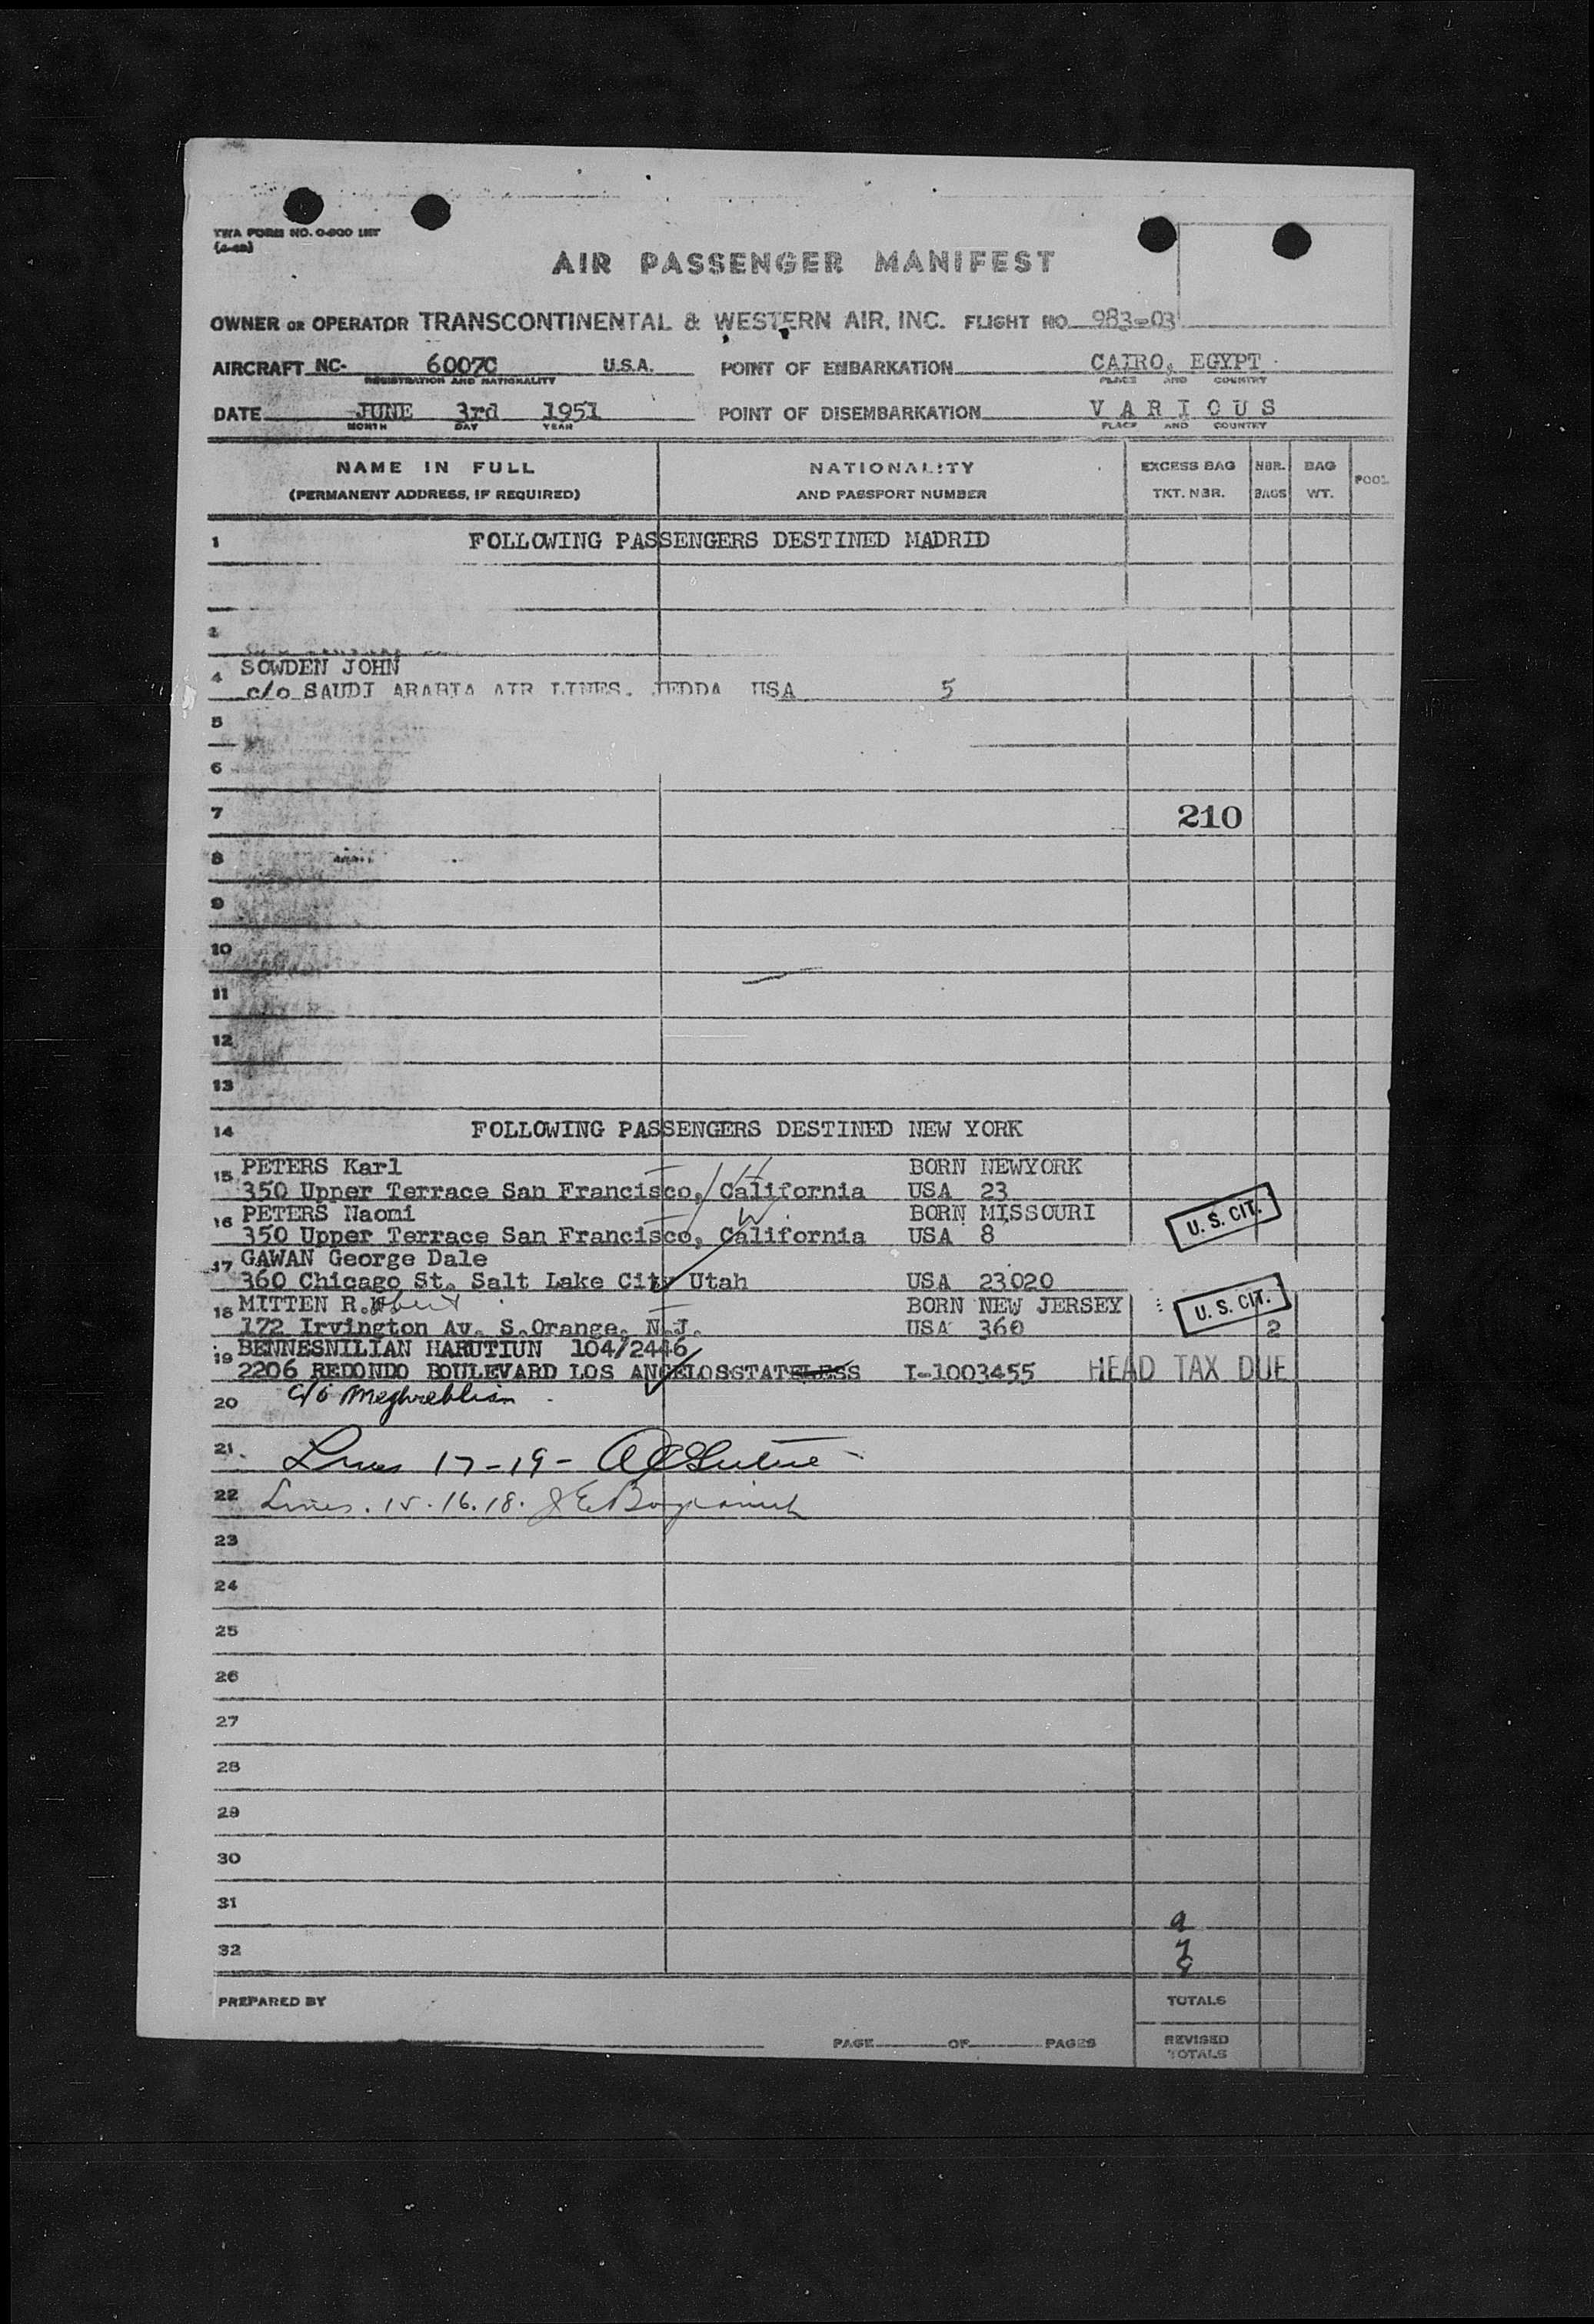 AIR PASSENGER MANIFEST
OWNER OR OPERATOR TRANSCONTINENTAL & WESTERN AIR, INC. FLIGHT NO. 983-03
AIRCRAFT NC- 6007C U.S.A. POINT OF EMBARKATION CAIRO, EGYPT
REGISTRATION AND NATIONALITY PLACE AND COUNTRY
DATE JUNE 3rd 1951 POINT OF DISEMBARKATION VARIOUS
MONTH DAY YEAR PLACE AND COUNTRY
NAME IN FULL NATIONALITY EXCESS BAG NBR. BAG POOL
(PERMANENT ADDRESS, IF REQUIRED) AND PASSPORT NUMBER TKT. NBR. BAGS WT.
1 FOLLOWING PASSENGERS DESTINED MADRID
4 SOWDEN JOHN
c/o SAUDI ARABIA AIR LINES. JEDDA USA 5
5
6
7 210
8
9
10
11
12
13
14 FOLLOWING PASSENGERS DESTINED NEW YORK
15 PETERS Karl BORN NEWYORK
350 Upper Terrace San Francisco, California USA 23
16 PETERS Naomi BORN MISSOURI U. S. CIT.
350 Upper Terrace San Francisco, California USA 8
17 GAWAN George Dale
360 Chicago St. Salt Lake City Utah USA 23020
18 MITTEN R. obert BORN NEW JERSEY U. S. CIT.
172 Irvington Av. S.Orange, N.J. USA 360 2
19 BENNESNILIAN HARUTIUN 104/2446
2206 REDONDO BOULEVARD LOS ANGELOSSTATELESS I-1003455 HEAD TAX DUE
20 c/o Meghreblian
21 Lines 17-19-
22 Lines. 15. 16. 18.
23
24
25
26
27
28
29
30
31
32
PREPARED BY TOTALS
PAGE OF PAGES REVISED
TOTALS